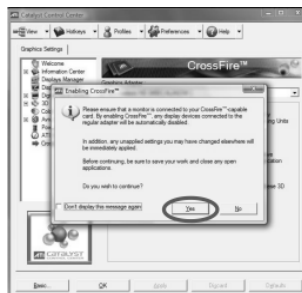 Catalyst Control Center
View Hotkeys Profiles Preferences Help
Graphics Settings
Welcome
Information Center
Displays Manager
CrossFire™
Graphics Adapter
Enabling CrossFire™
Please ensure that a monitor is connected to your CrossFire™-capable
card. By enabling CrossFire™, any display devices connected to the
regular adapter will be automatically disabled.
In addition, any unapplied settings you may have changed elsewhere will
be immediately applied.
Before continuing, be sure to save your work and close any open
applications.
Do you wish to continue?
Don't display this message again
Yes No
CATALYST
Basic... OK Apply Discard Defaults